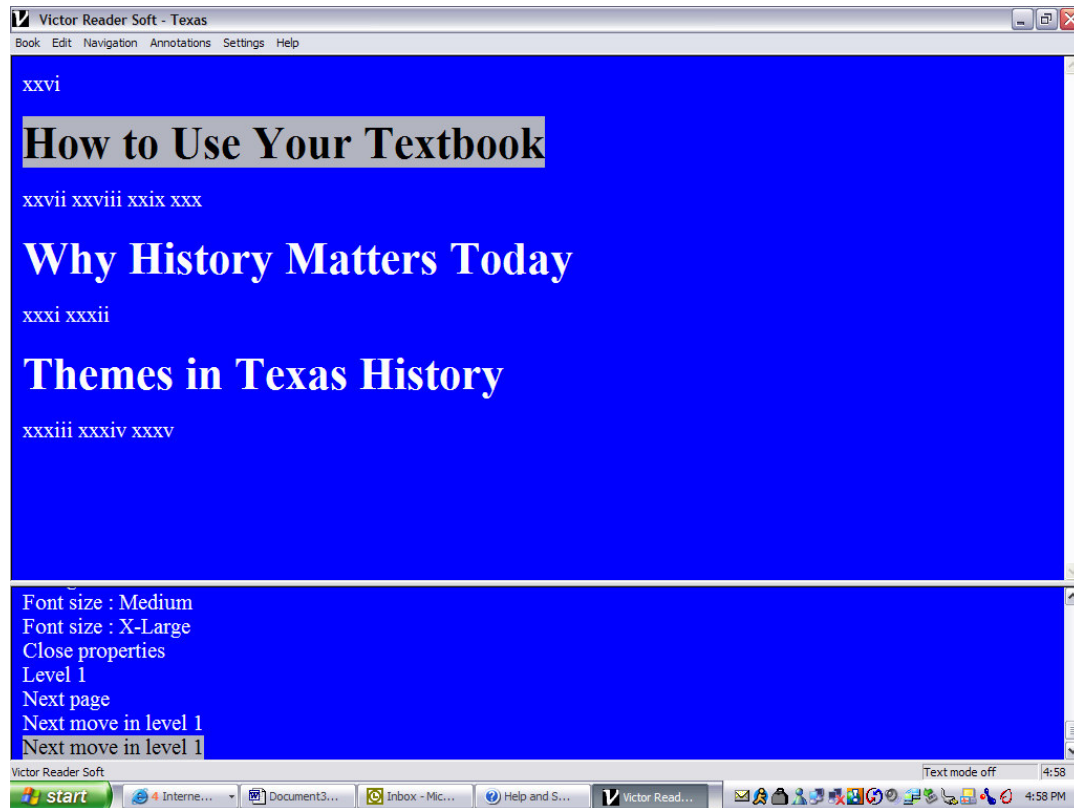 Victor Reader Soft - Texas
Book Edit Navigation Annotations Settings Help
xxvi
How to Use Your Textbook
xxvii xxviii xxix xxx
Why History Matters Today
xxxi xxxii
Themes in Texas History
xxxiii xxxiv xxxv
Font size : Medium
Font size : X-Large
Close properties
Level 1
Next page
Next move in level 1
Next move in level 1
Victor Reader Soft Text mode off 4:58
start 4 Interne... Document3... Inbox - Mic... Help and S... Victor Read... 4:58 PM